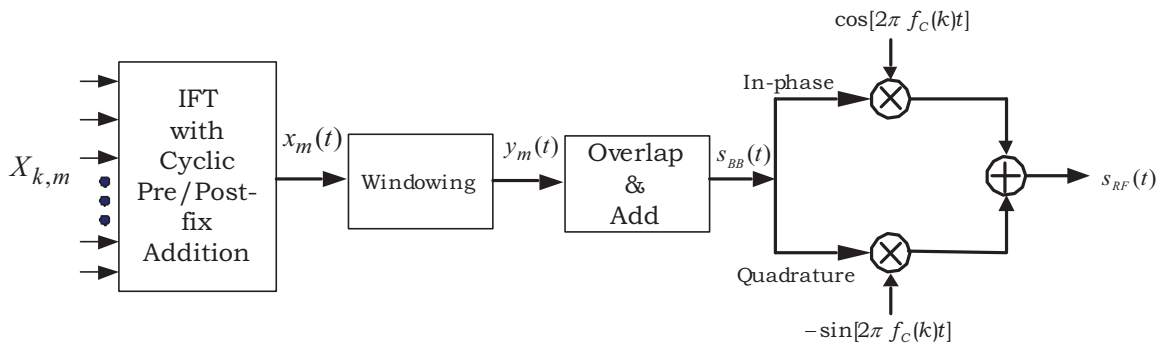 cos[2π f_C(k)t]
In-phase
IFT
with
Cyclic
Pre/Post-
fix
Addition
X_{k,m}
x_m(t)
Windowing
y_m(t)
Overlap
&
Add
s_{BB}(t)
s_{RF}(t)
Quadrature
−sin[2π f_C(k)t]